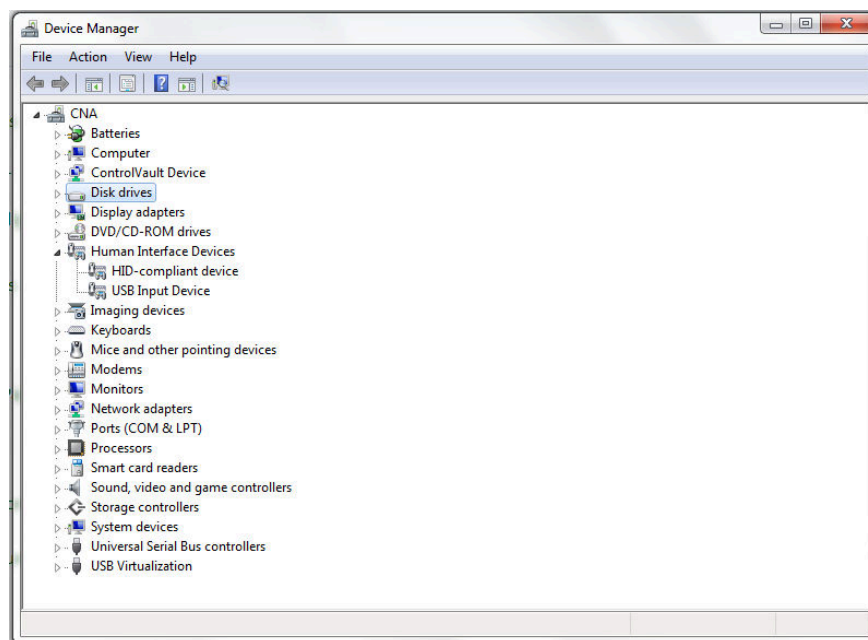 Device Manager
File Action View Help
CNA
Batteries
Computer
ControlVault Device
Disk drives
Display adapters
DVD/CD-ROM drives
Human Interface Devices
HID-compliant device
USB Input Device
Imaging devices
Keyboards
Mice and other pointing devices
Modems
Monitors
Network adapters
Ports (COM & LPT)
Processors
Smart card readers
Sound, video and game controllers
Storage controllers
System devices
Universal Serial Bus controllers
USB Virtualization